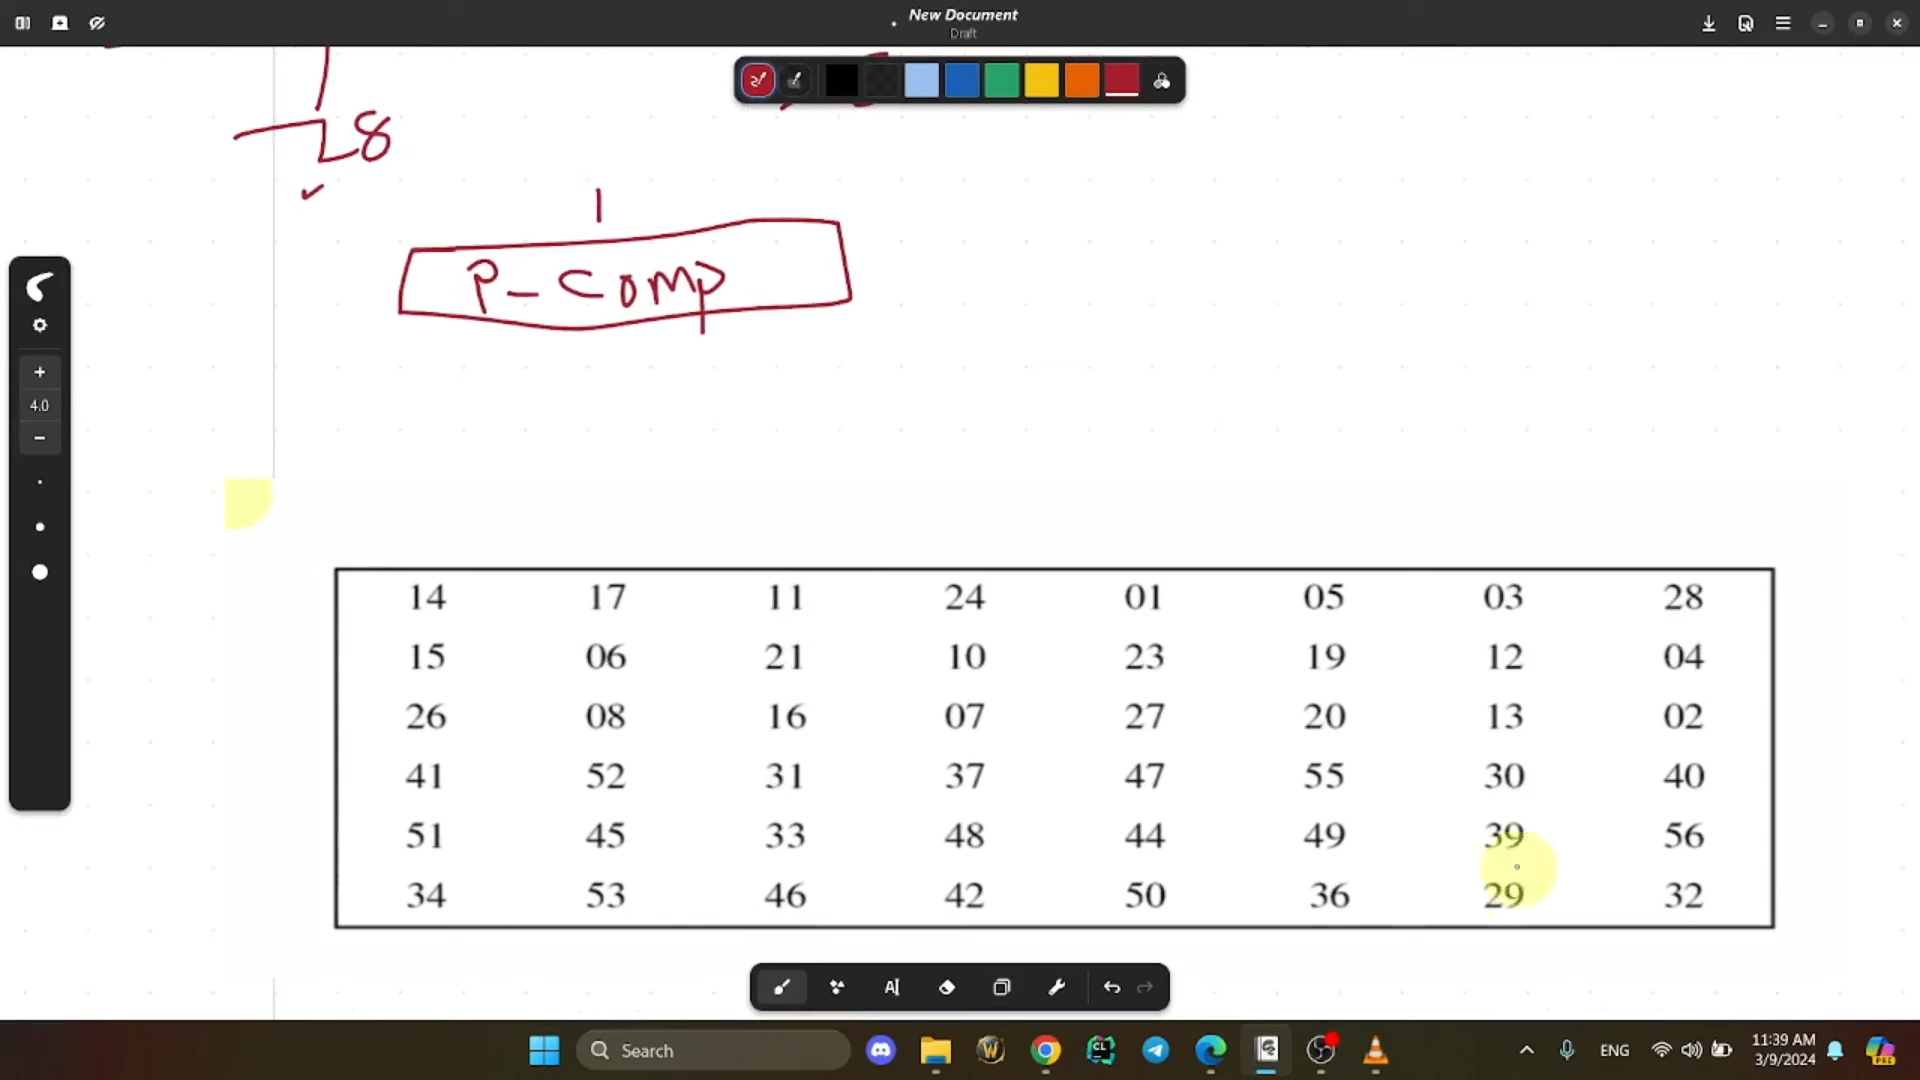 New Document
Draft
28
1
P-Comp
4.0
14 17 11 24 01 05 03 28
15 06 21 10 23 19 12 04
26 08 16 07 27 20 13 02
41 52 31 37 47 55 30 40
51 45 33 48 44 49 39 56
34 53 46 42 50 36 29 32
Search
ENG
11:39 AM
3/9/2024